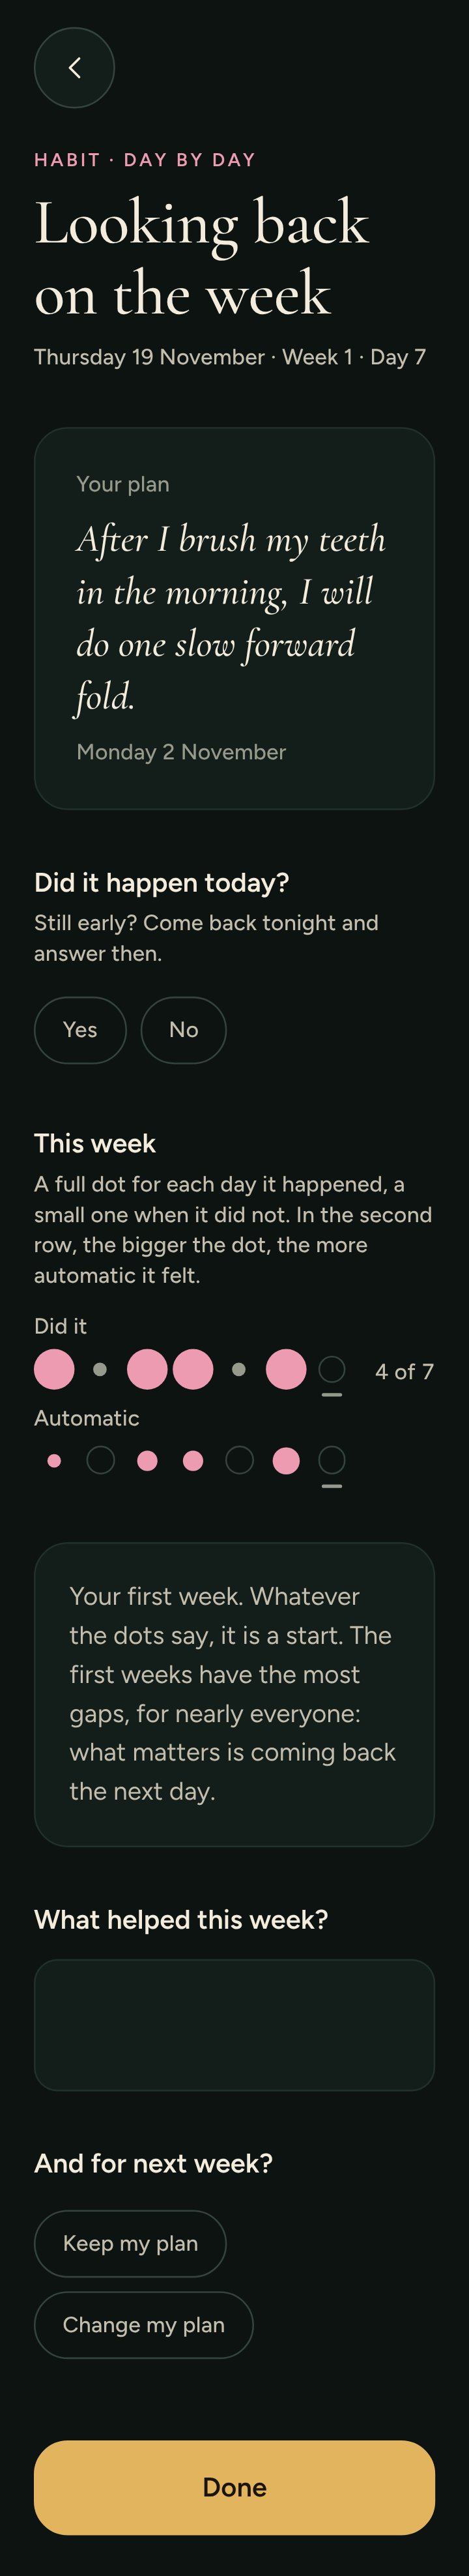 HABIT · DAY BY DAY
Looking back
on the week
Thursday 19 November · Week 1 · Day 7
Your plan
After I brush my teeth
in the morning, I will
do one slow forward
fold.
Monday 2 November
Did it happen today?
Still early? Come back tonight and
answer then.
Yes No
This week
A full dot for each day it happened, a
small one when it did not. In the second
row, the bigger the dot, the more
automatic it felt.
Did it
4 of 7
Automatic
Your first week. Whatever
the dots say, it is a start. The
first weeks have the most
gaps, for nearly everyone:
what matters is coming back
the next day.
What helped this week?
And for next week?
Keep my plan
Change my plan
Done